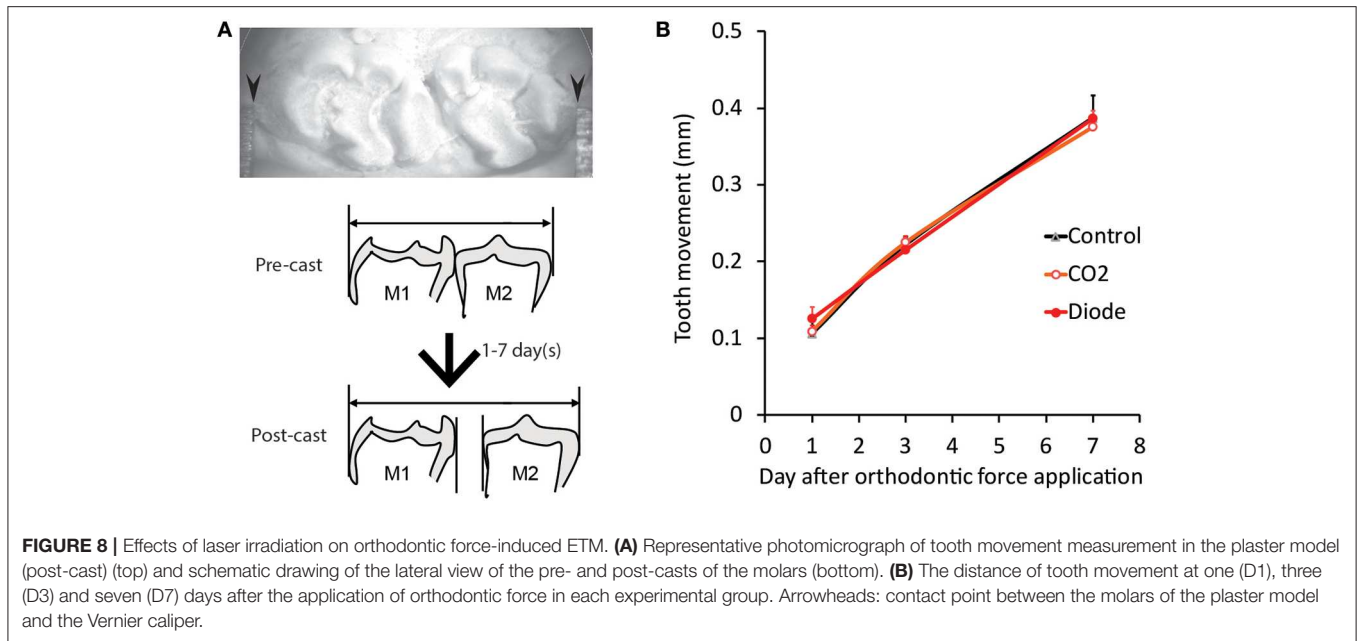 A
Pre-cast
M1
M2
1-7 day(s)
Post-cast
M1
M2
B
0.5
0.4
0.3
0.2
0.1
0
Tooth movement (mm)
Control
CO2
Diode
0 1 2 3 4 5 6 7 8
Day after orthodontic force application
FIGURE 8 | Effects of laser irradiation on orthodontic force-induced ETM. (A) Representative photomicrograph of tooth movement measurement in the plaster model
(post-cast) (top) and schematic drawing of the lateral view of the pre- and post-casts of the molars (bottom). (B) The distance of tooth movement at one (D1), three
(D3) and seven (D7) days after the application of orthodontic force in each experimental group. Arrowheads: contact point between the molars of the plaster model
and the Vernier caliper.